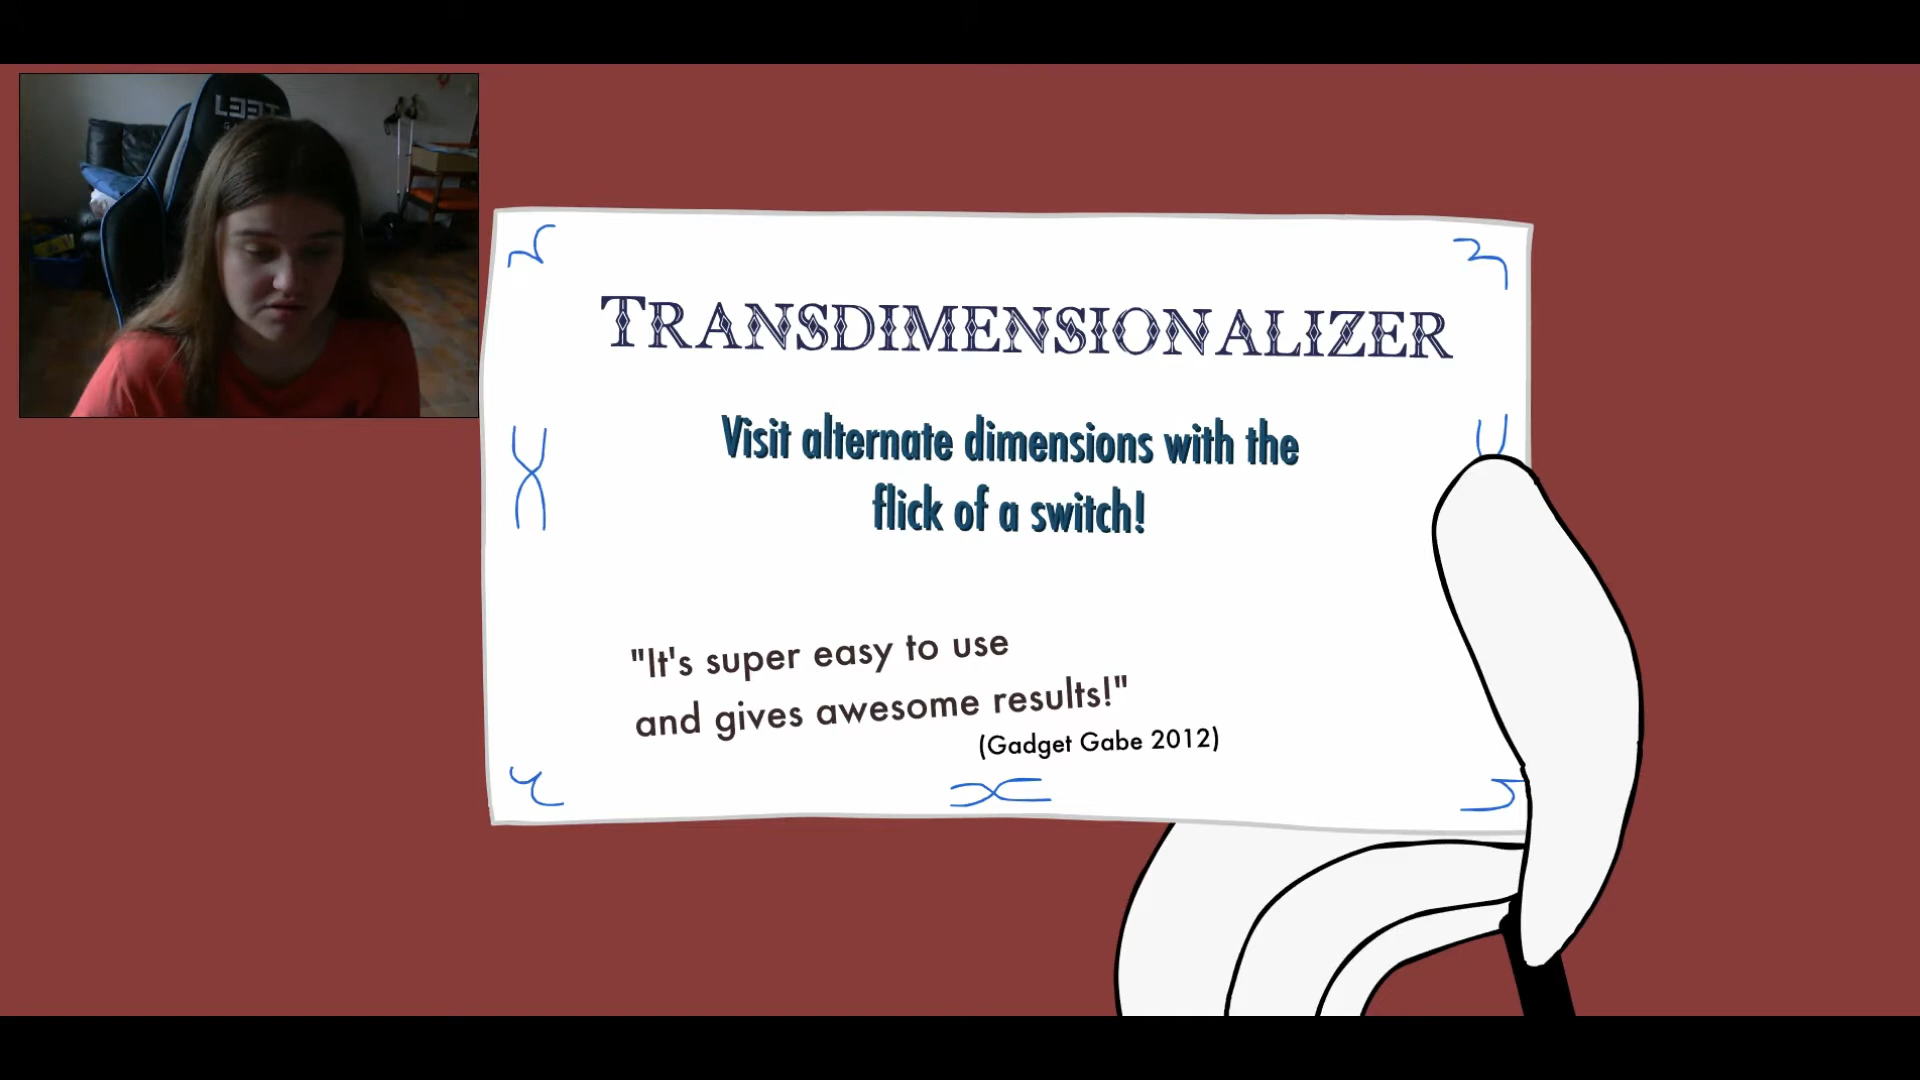 L33T
TRANSDIMENSIONALIZER
Visit alternate dimensions with the
flick of a switch!
"It's super easy to use
and gives awesome results!"
(Gadget Gabe 2012)